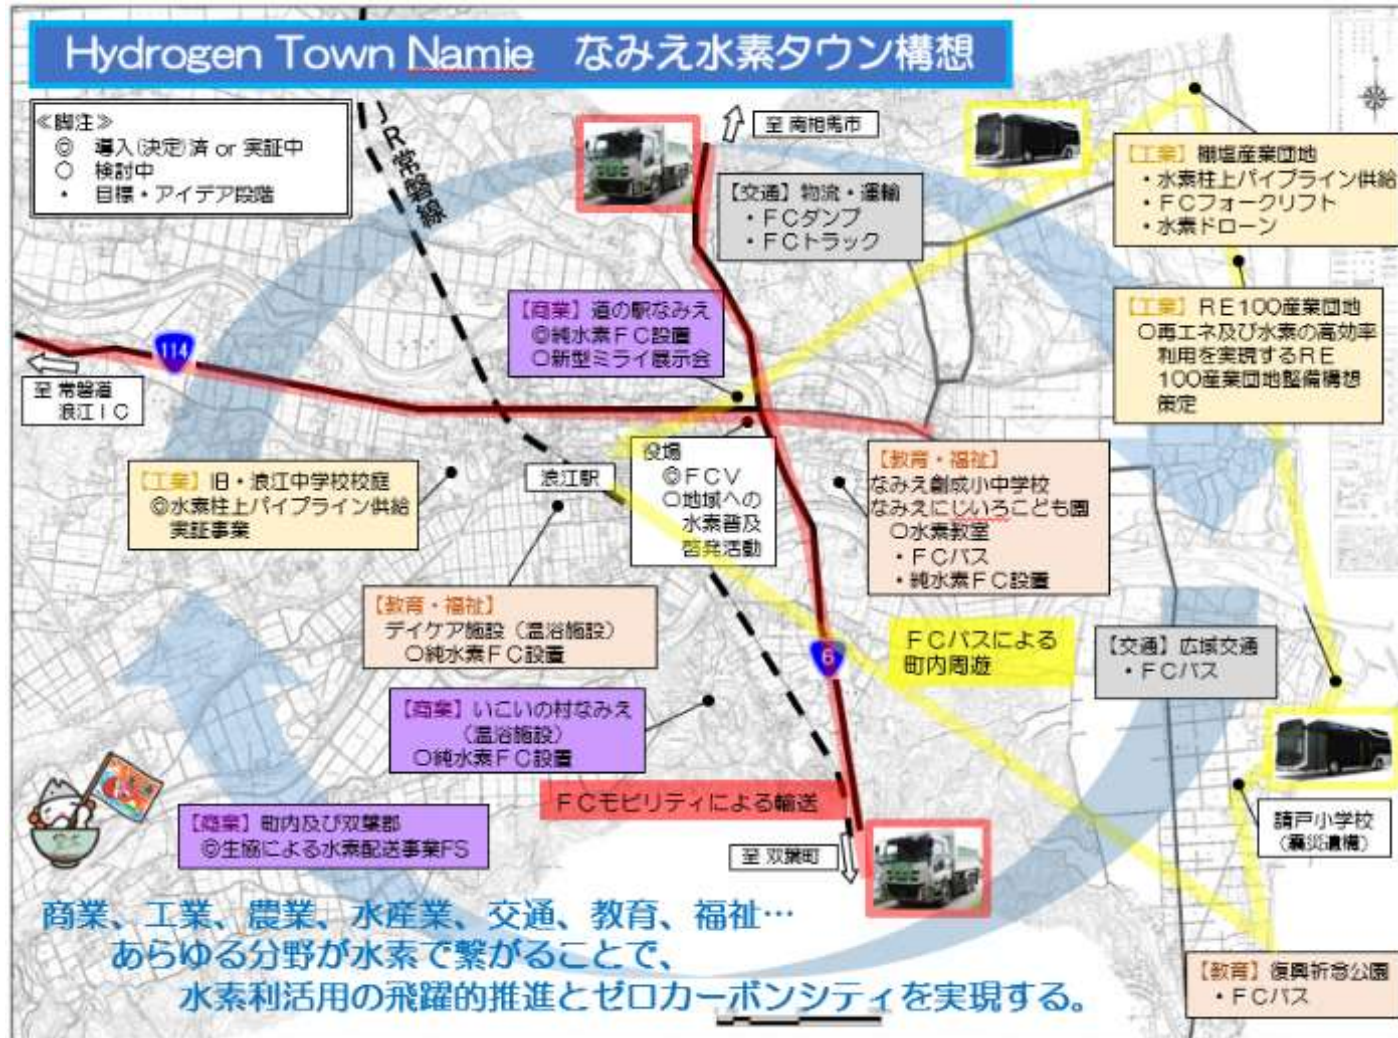 Hydrogen Town Namie なみえ水素タウン構想
≪脚注≫
◎ 導入(決定)済 or 実証中
○ 検討中
・ 目標・アイデア段階
JR常磐線
至 南相馬市
【交通】物流・運輸
・FCダンプ
・FCトラック
【工業】棚塩産業団地
・水素柱上パイプライン供給
・FCフォークリフト
・水素ドローン
【商業】道の駅なみえ
◎純水素FC設置
○新型ミライ展示会
【工業】RE100産業団地
○再エネ及び水素の高効率
利用を実現するRE
100産業団地整備構想
策定
114
至 常磐道
浪江IC
【工業】旧・浪江中学校校庭
◎水素柱上パイプライン供給
実証事業
浪江駅
役場
◎FCV
○地域への
水素普及
啓発活動
【教育・福祉】
なみえ創成小中学校
なみえにじいろこども園
○水素教室
・FCバス
・純水素FC設置
【教育・福祉】
デイケア施設（温浴施設）
○純水素FC設置
6
FCバスによる
町内周遊
【交通】広域交通
・FCバス
【商業】いこいの村なみえ
（温浴施設）
○純水素FC設置
FCモビリティによる輸送
【商業】町内及び双葉郡
◎生協による水素配送事業FS
至 双葉町
請戸小学校
(震災遺構)
商業、工業、農業、水産業、交通、教育、福祉…
あらゆる分野が水素で繋がることで、
水素利活用の飛躍的推進とゼロカーボンシティを実現する。
【教育】復興祈念公園
・FCバス